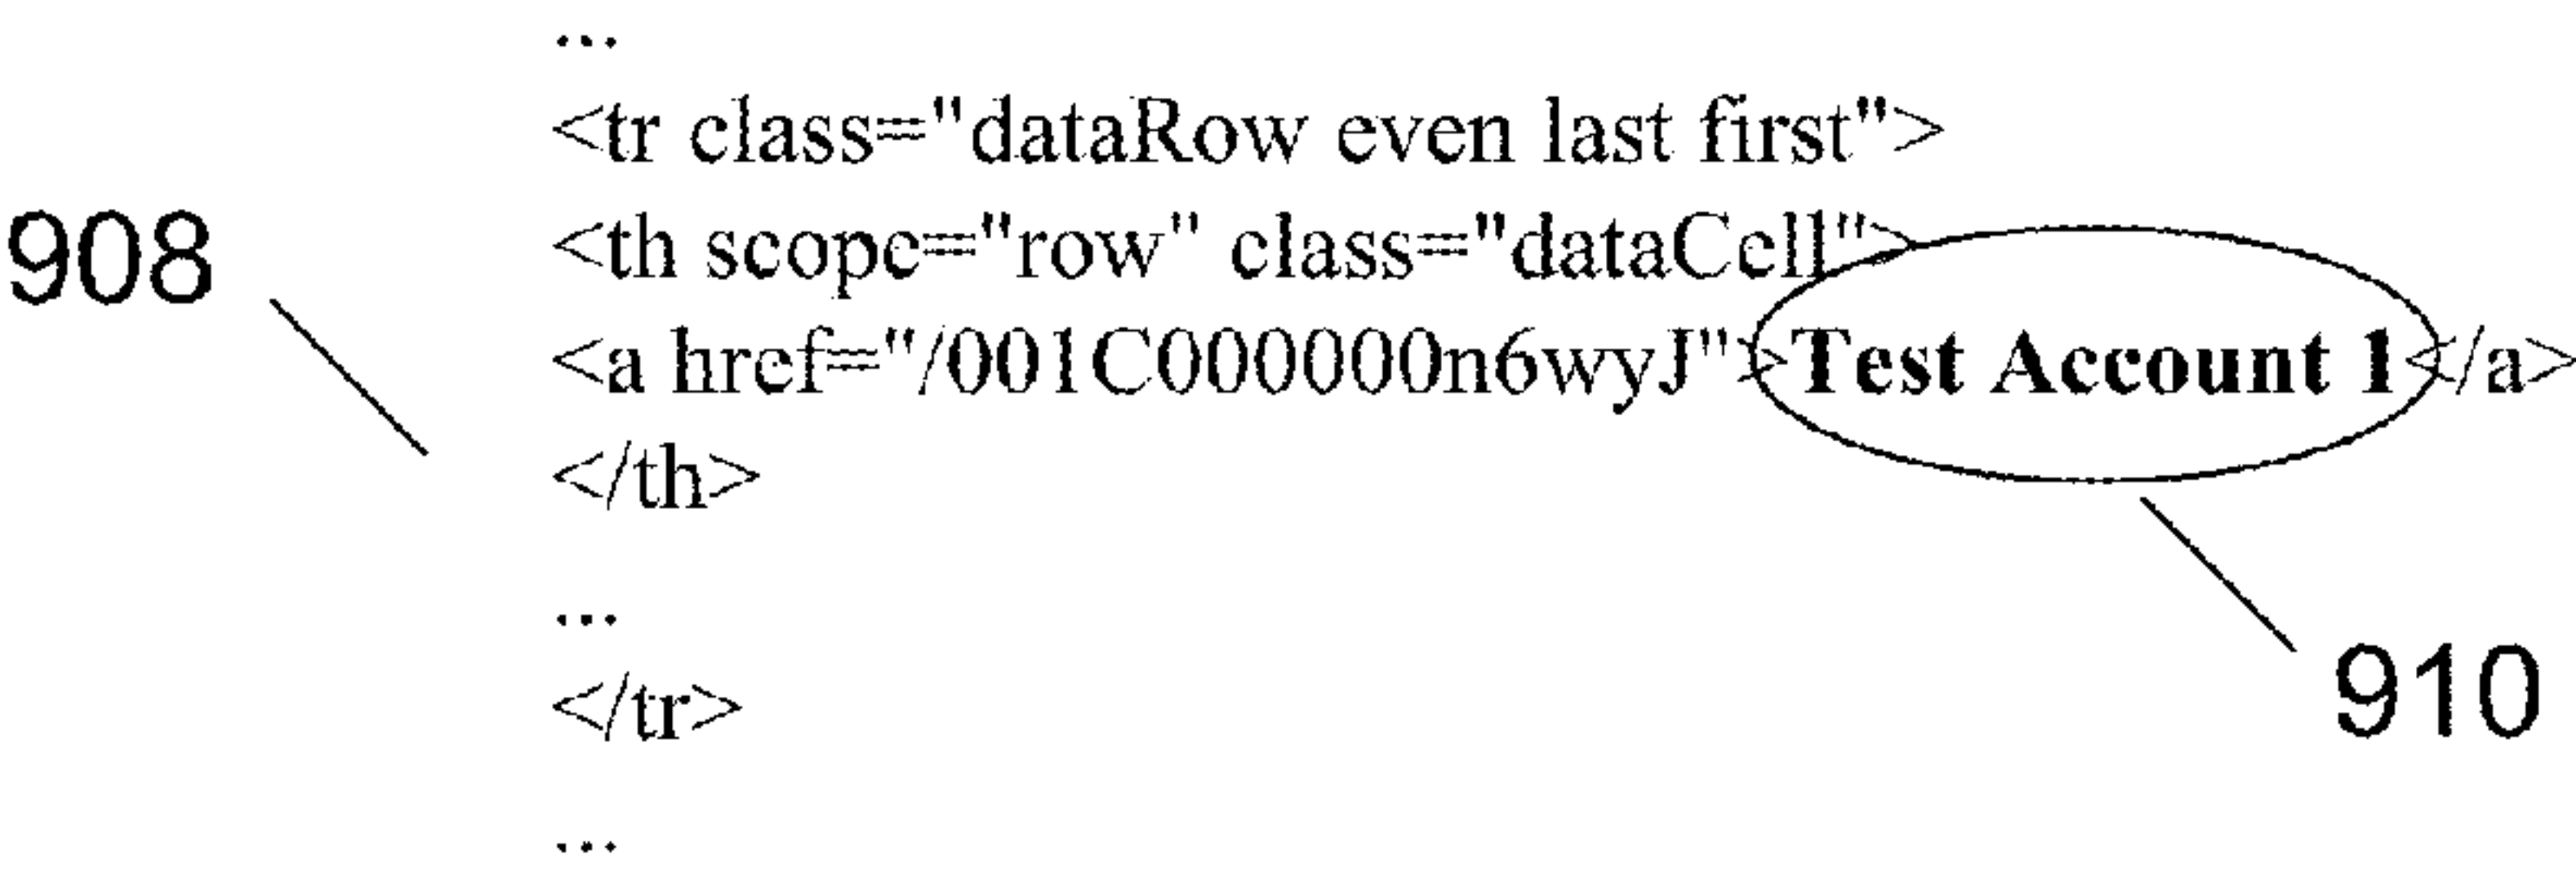 ...
<tr class="dataRow even last first">
908
<th scope="row" class="dataCell">
<a href="/001C000000n6wyJ">Test Account 1</a>
</th>
...
</tr>
910
...